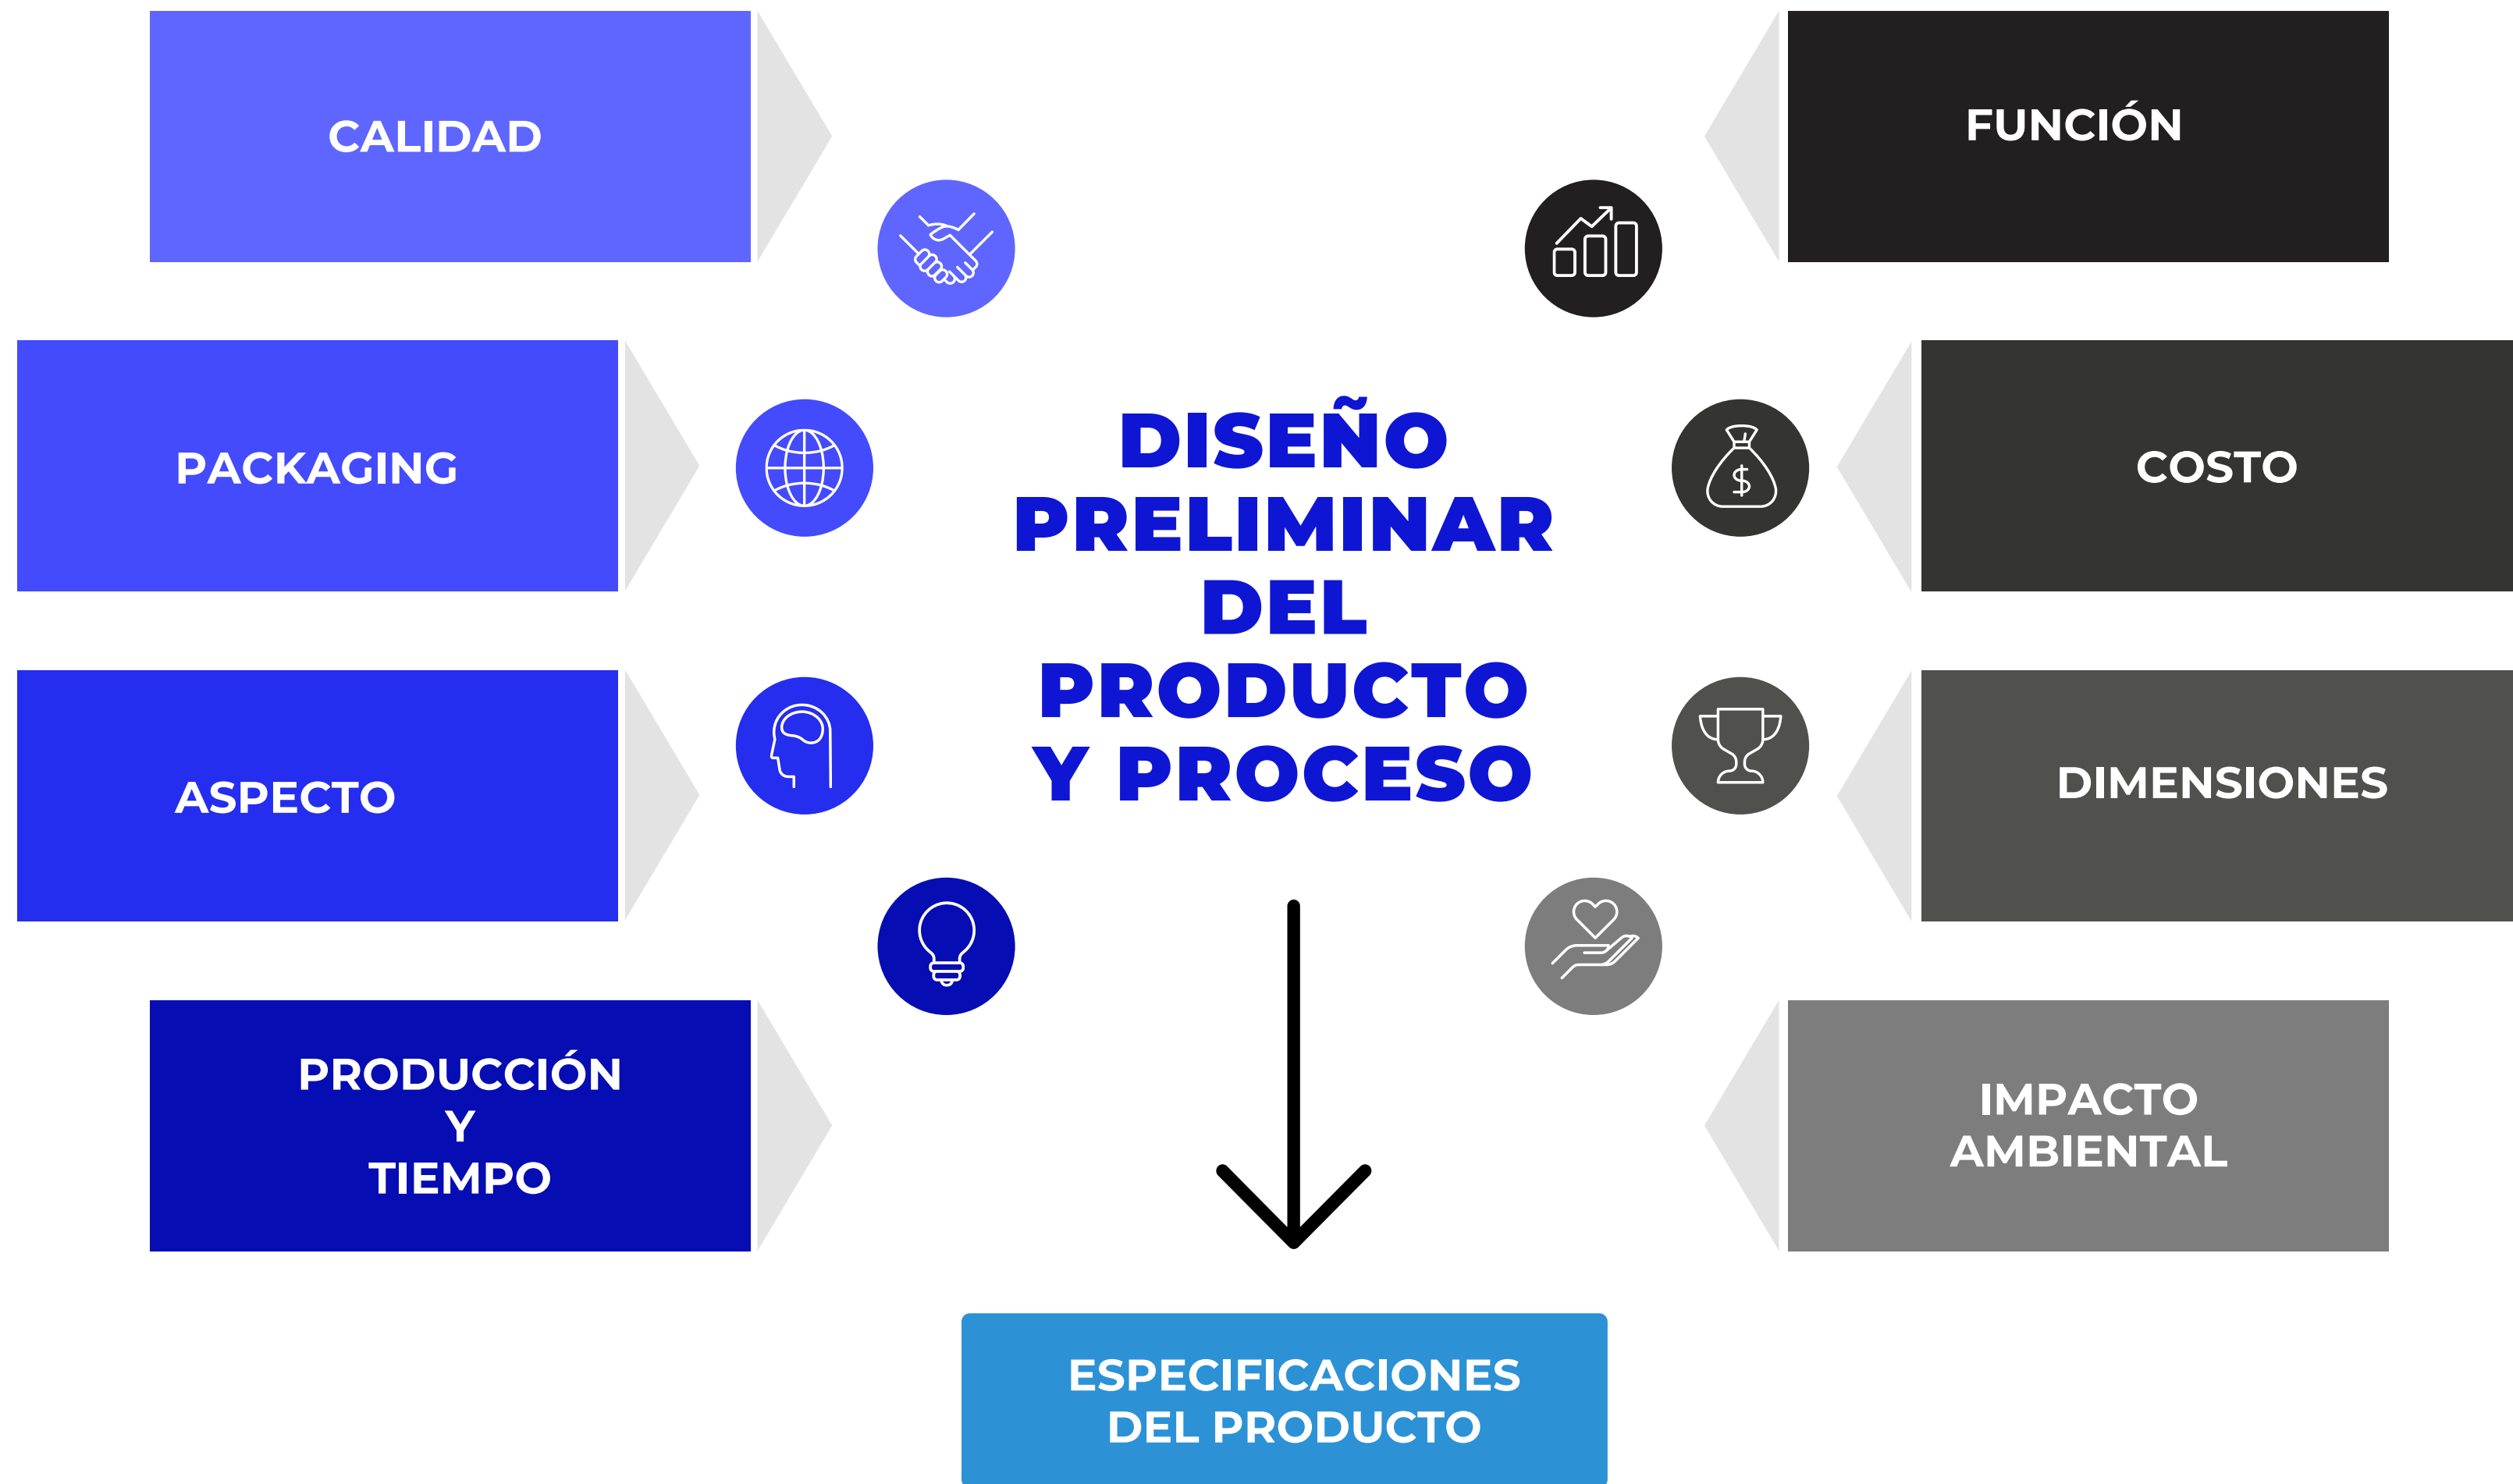 CALIDAD
FUNCIÓN
PACKAGING
COSTO
DISEÑO
PRELIMINAR
DEL
PRODUCTO
Y PROCESO
ASPECTO
DIMENSIONES
PRODUCCIÓN
Y
TIEMPO
IMPACTO
AMBIENTAL
ESPECIFICACIONES
DEL PRODUCTO